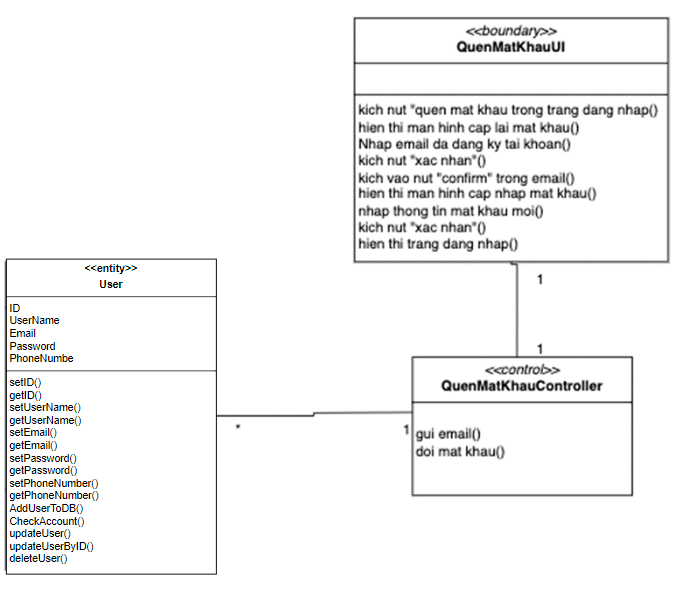 <<boundary>>
QuenMatKhauUI
kich nut "quen mat khau trong trang dang nhap()
hien thi man hinh cap lai mat khau()
Nhap email da dang ky tai khoan()
kich nut "xac nhan"()
kich vao nut "confirm" trong email()
hien thi man hinh cap nhap mat khau()
nhap thong tin mat khau moi()
kich nut "xac nhan"()
hien thi trang dang nhap()
1
1
<<control>>
QuenMatKhauController
gui email()
doi mat khau()
1
*
<<entity>>
User
ID
UserName
Email
Password
PhoneNumbe
setID()
getID()
setUserName()
getUserName()
setEmail()
getEmail()
setPassword()
getPassword()
setPhoneNumber()
getPhoneNumber()
AddUserToDB()
CheckAccount()
updateUser()
updateUserByID()
deleteUser()